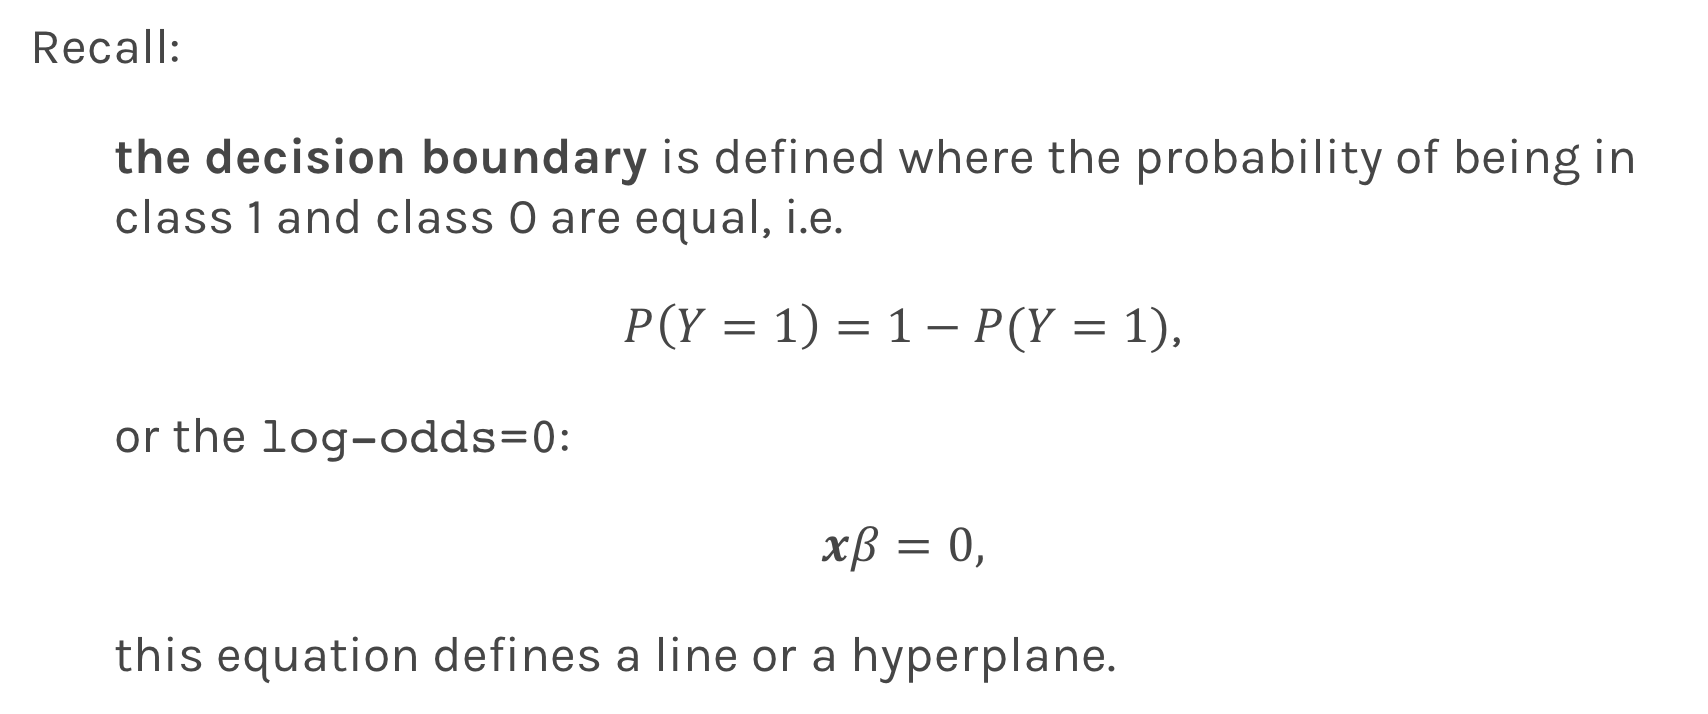 Recall:
the decision boundary is defined where the probability of being in
class 1 and class 0 are equal, i.e.
P(Y = 1) = 1 − P(Y = 1),
or the log-odds=0:
xβ = 0,
this equation defines a line or a hyperplane.